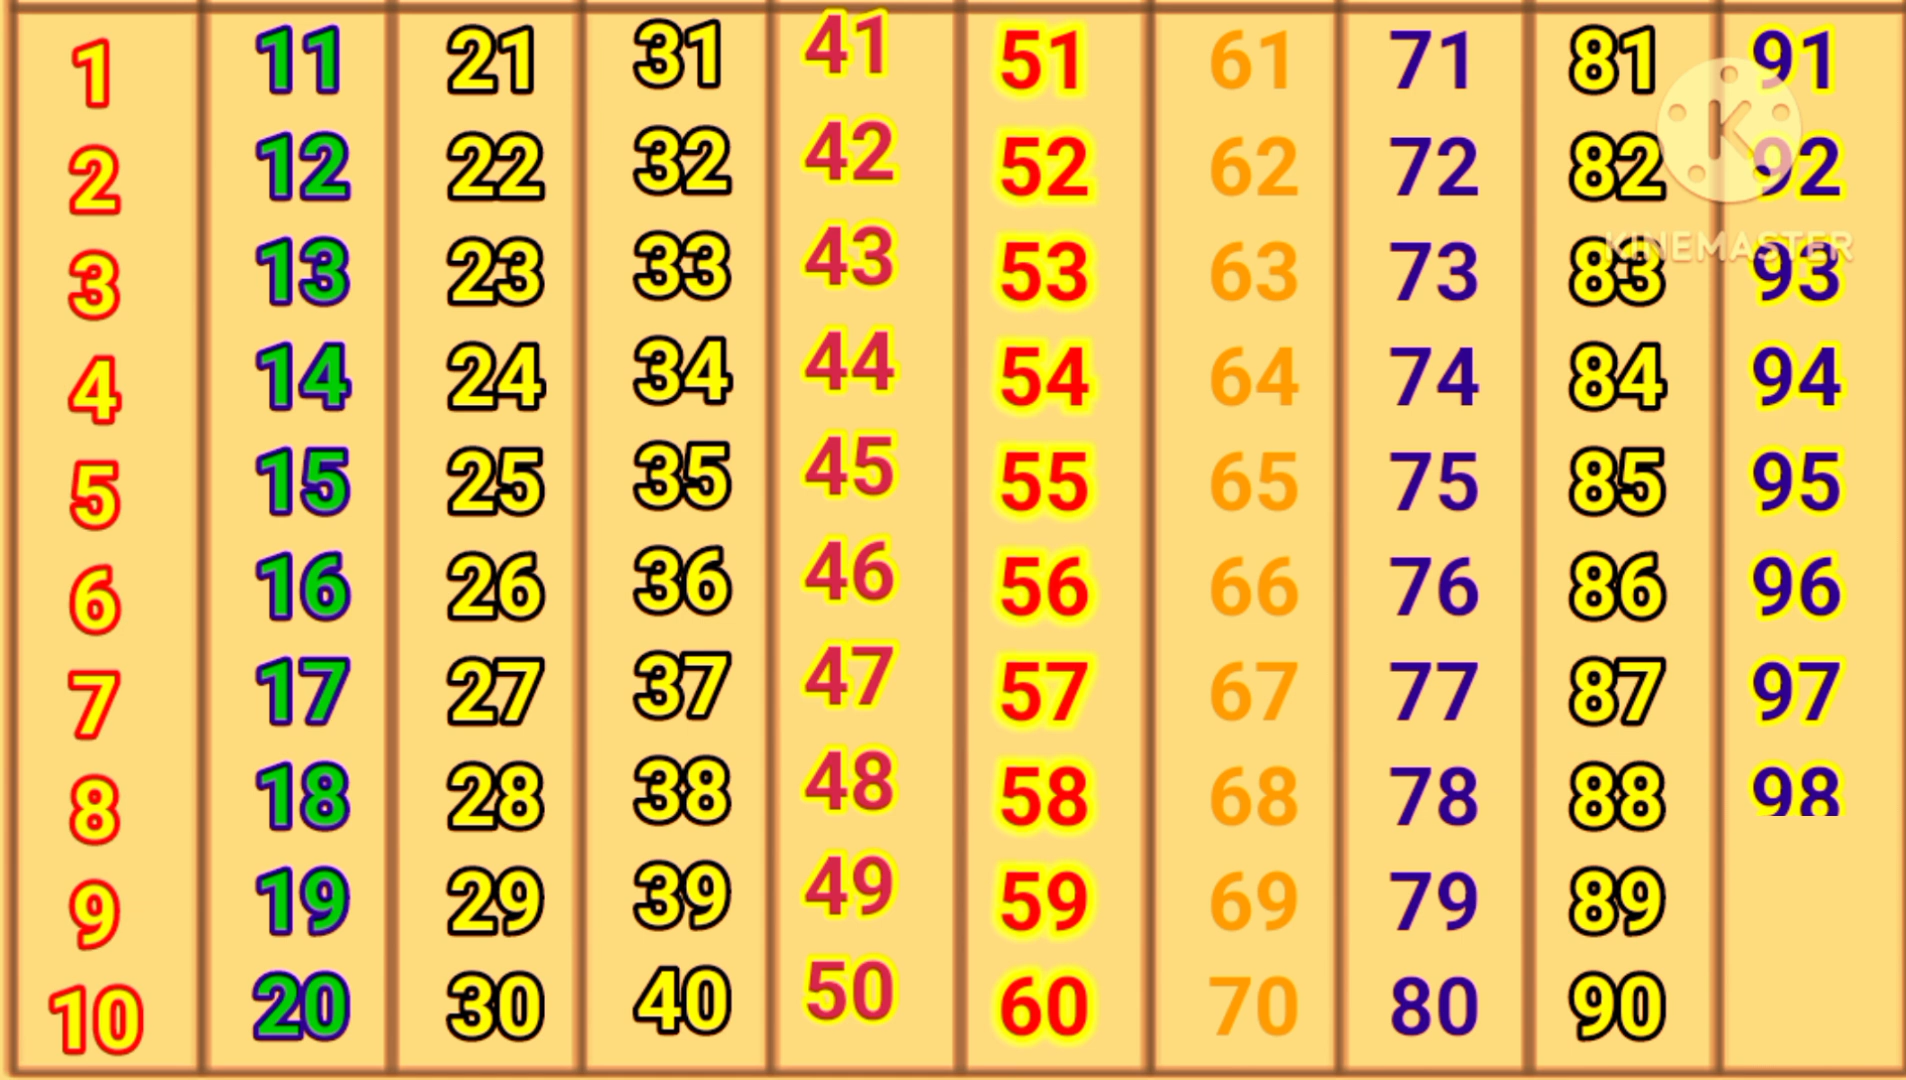 1 11 21 31 41 51 61 71 81 91
2 12 22 32 42 52 62 72 82 92
3 13 23 33 43 53 63 73 83 93
4 14 24 34 44 54 64 74 84 94
5 15 25 35 45 55 65 75 85 95
6 16 26 36 46 56 66 76 86 96
7 17 27 37 47 57 67 77 87 97
8 18 28 38 48 58 68 78 88 98
9 19 29 39 49 59 69 79 89
10 20 30 40 50 60 70 80 90
K
KINEMASTER